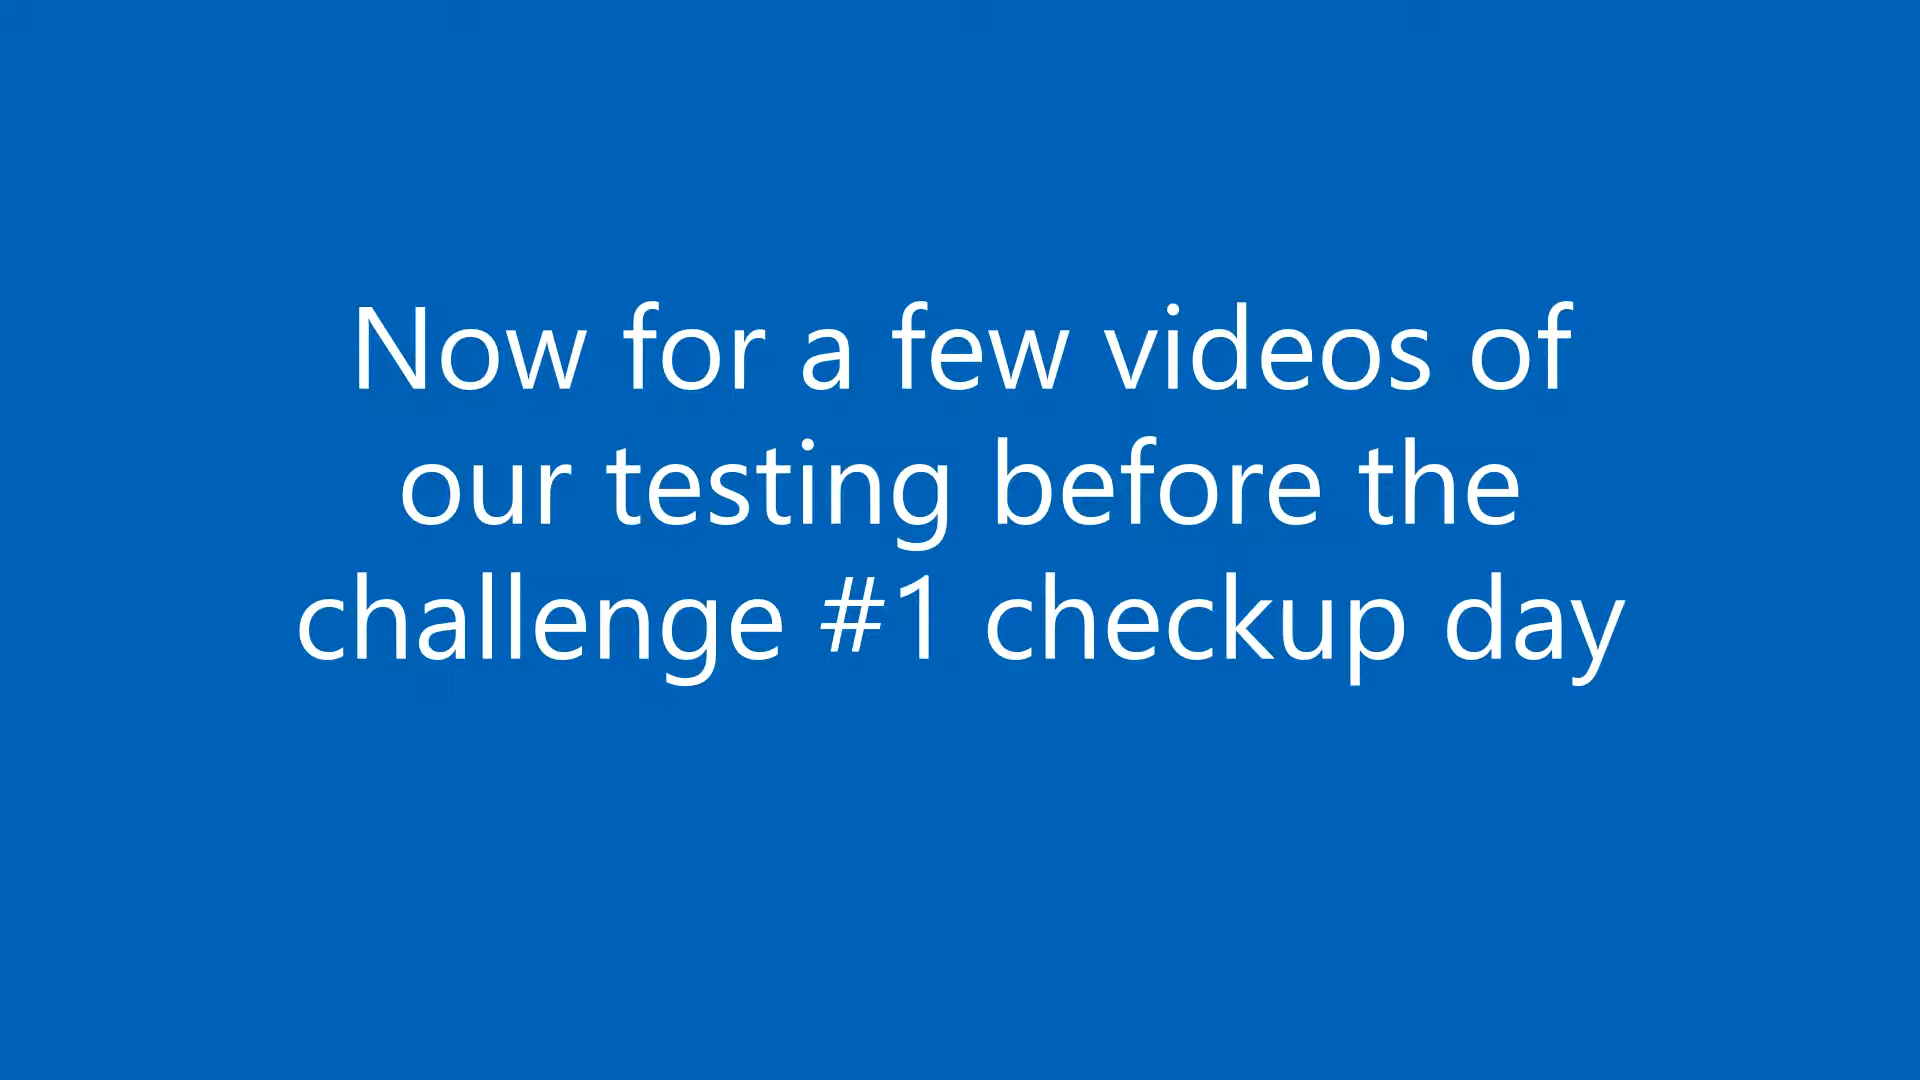 Now for a few videos of
our testing before the
challenge #1 checkup day